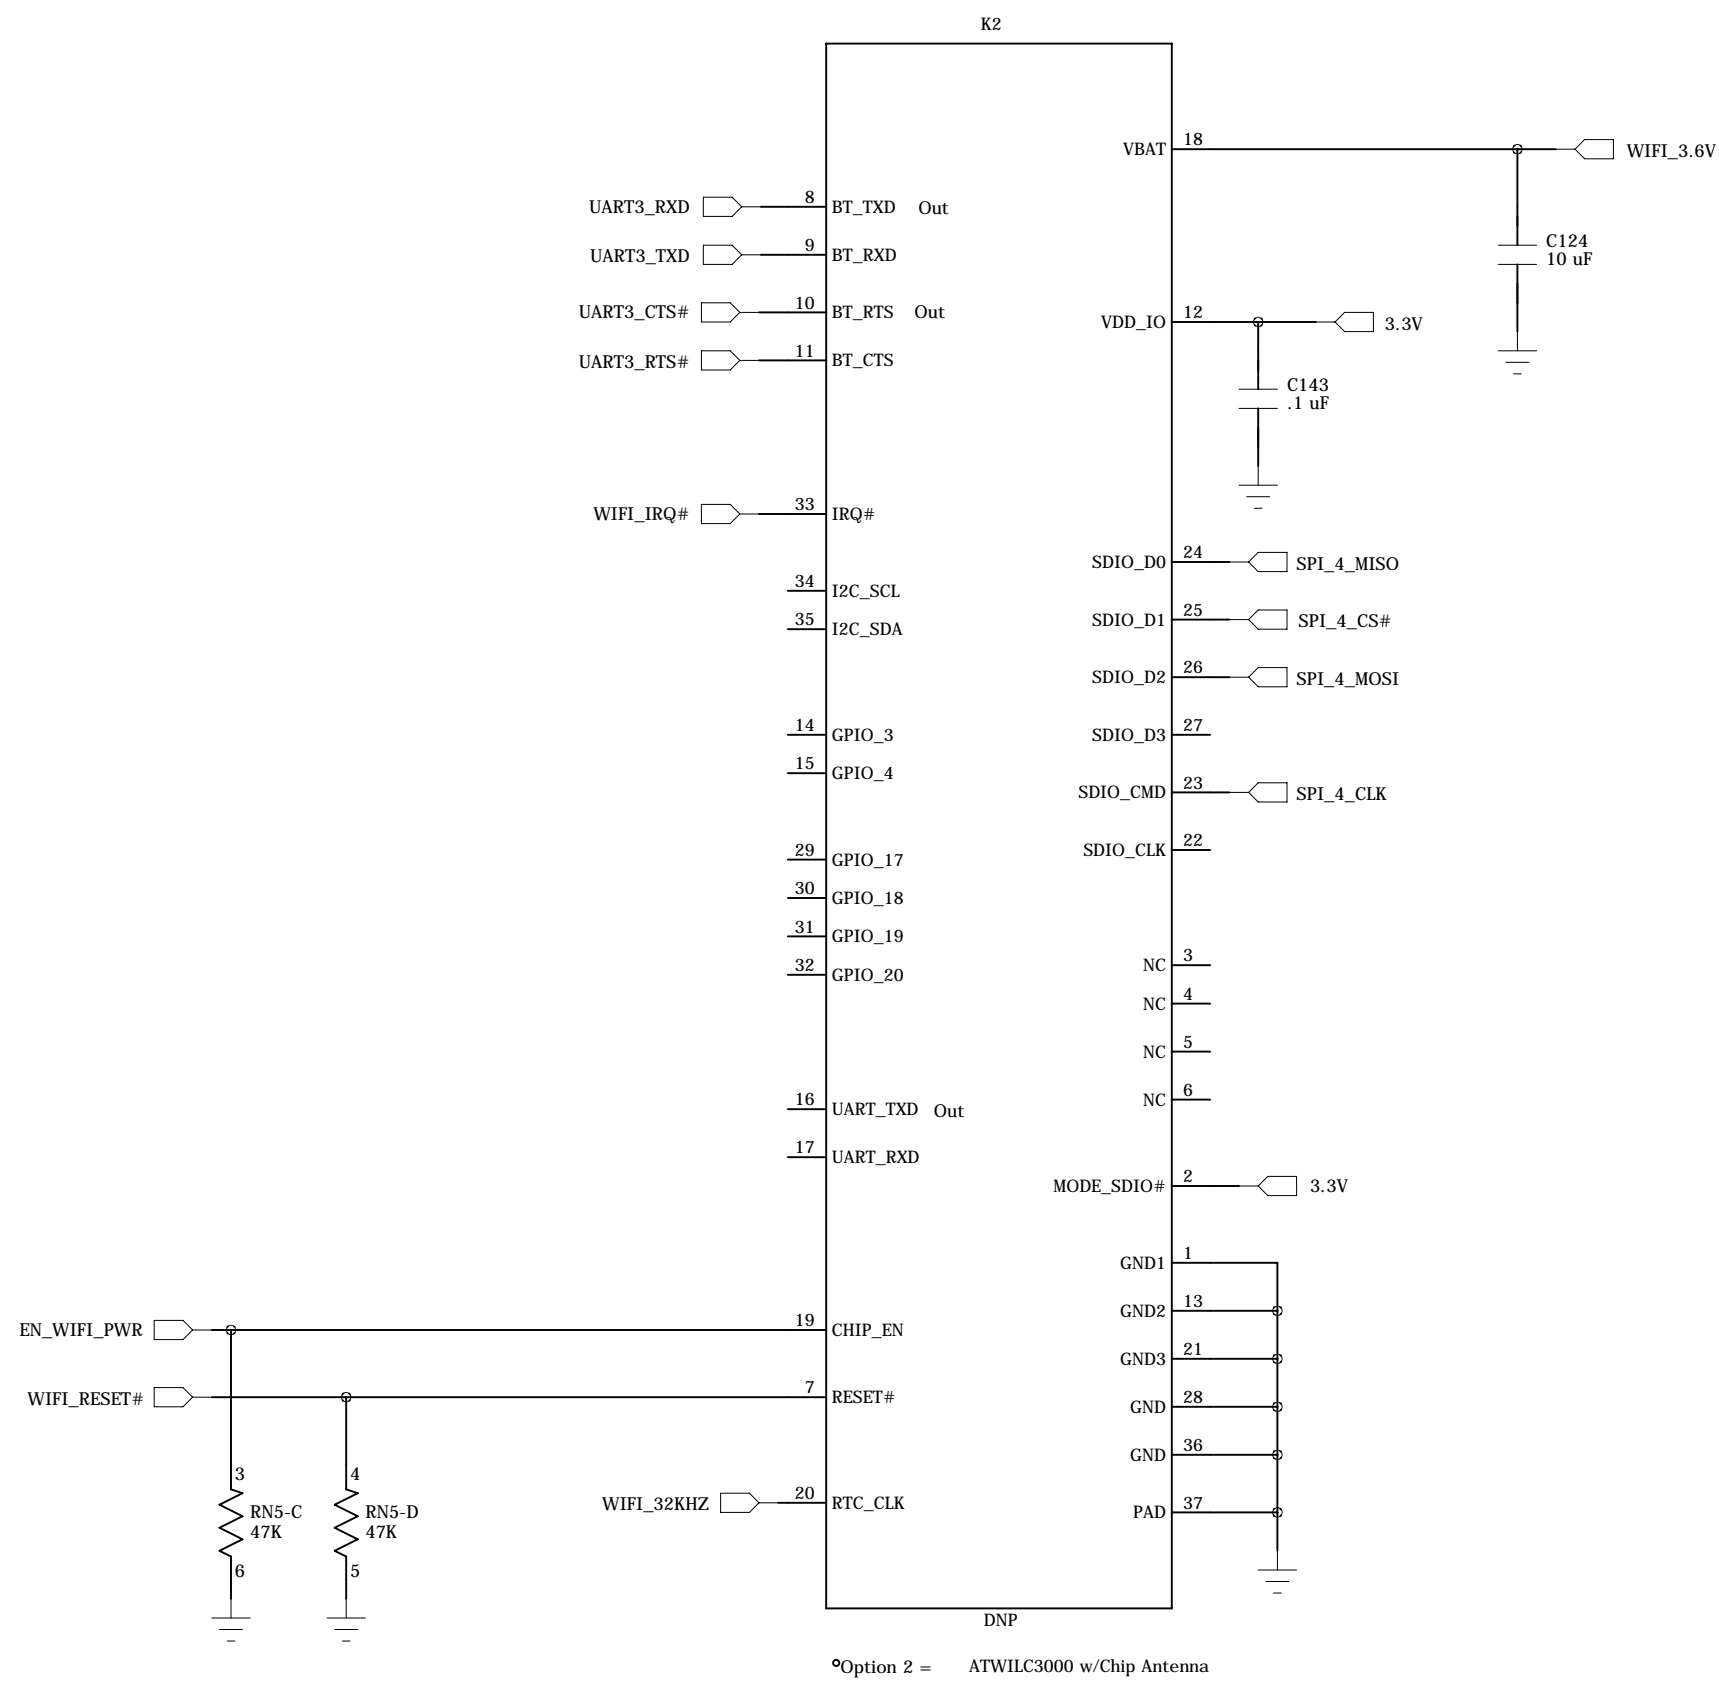 K2
VBAT 18 WIFI_3.6V
UART3_RXD 8 BT_TXD Out
UART3_TXD 9 BT_RXD
C124
10 uF
UART3_CTS# 10 BT_RTS Out
VDD_IO 12 3.3V
UART3_RTS# 11 BT_CTS
C143
.1 uF
WIFI_IRQ# 33 IRQ#
SDIO_D0 24 SPI_4_MISO
34 I2C_SCL
SDIO_D1 25 SPI_4_CS#
35 I2C_SDA
SDIO_D2 26 SPI_4_MOSI
14 GPIO_3
SDIO_D3 27
15 GPIO_4
SDIO_CMD 23 SPI_4_CLK
SDIO_CLK 22
29 GPIO_17
30 GPIO_18
31 GPIO_19
NC 3
32 GPIO_20
NC 4
NC 5
NC 6
16 UART_TXD Out
17 UART_RXD
MODE_SDIO# 2 3.3V
GND1 1
GND2 13
EN_WIFI_PWR 19 CHIP_EN
GND3 21
WIFI_RESET# 7 RESET#
GND 28
GND 36
3 4
WIFI_32KHZ 20 RTC_CLK
RN5-C RN5-D
PAD 37
47K 47K
6 5
DNP
°Option 2 = ATWILC3000 w/Chip Antenna